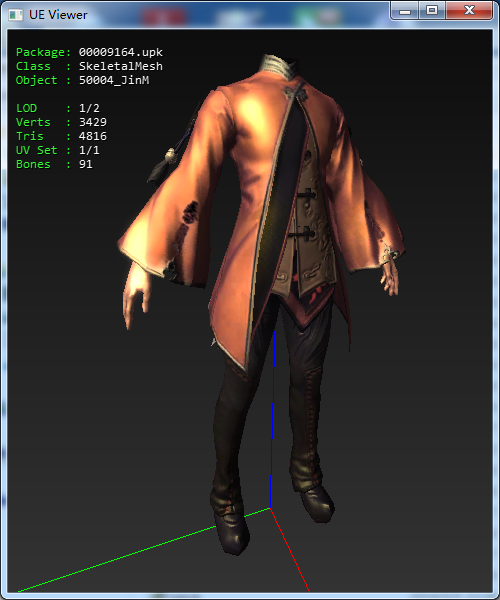 UE Viewer
Package: 00009164.upk
Class : SkeletalMesh
Object : 50004_JinM
LOD : 1/2
Verts : 3429
Tris : 4816
UV Set : 1/1
Bones : 91